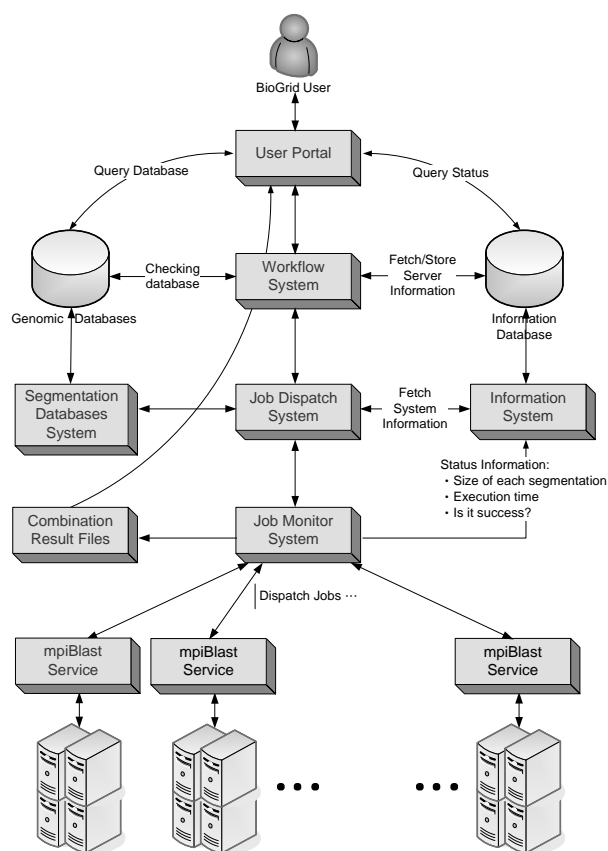 BioGrid User
User Portal
Query Database
Query Status
Checking
database
Workflow
System
Fetch/Store
Server
Information
Genomic Databases
Information
Database
Segmentation
Databases
System
Job Dispatch
System
Fetch
System
Information
Information
System
Status Information:
・Size of each segmentation
・Execution time
・Is it success?
Combination
Result Files
Job Monitor
System
Dispatch Jobs ⋯
mpiBlast
Service
mpiBlast
Service
mpiBlast
Service